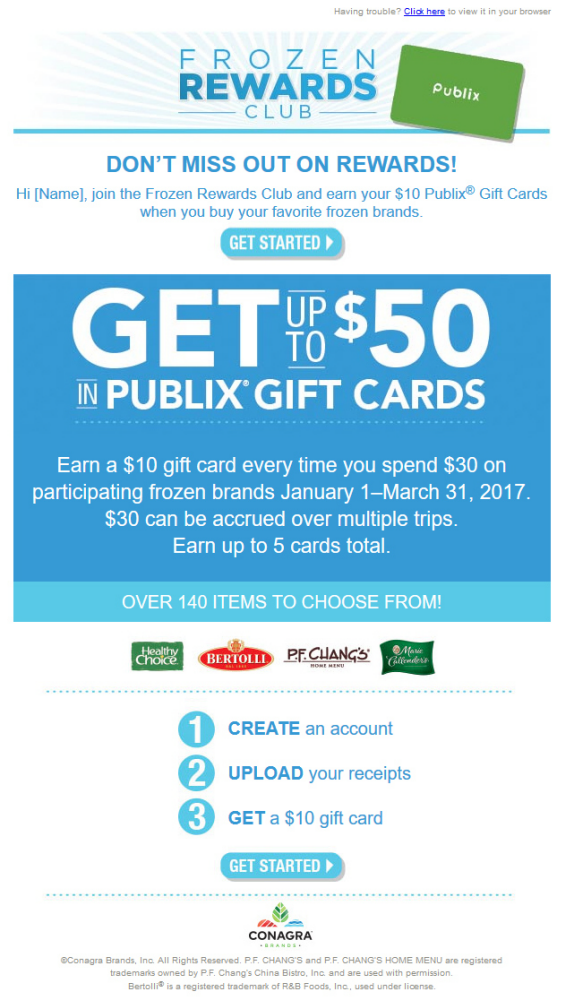 Having trouble? Click here to view it in your browser
FROZEN
REWARDS
CLUB
Publix
DON'T MISS OUT ON REWARDS!
Hi [Name], join the Frozen Rewards Club and earn your $10 Publix® Gift Cards
when you buy your favorite frozen brands.
GET STARTED
GET UP TO $50
IN PUBLIX® GIFT CARDS
Earn a $10 gift card every time you spend $30 on
participating frozen brands January 1–March 31, 2017.
$30 can be accrued over multiple trips.
Earn up to 5 cards total.
OVER 140 ITEMS TO CHOOSE FROM!
Healthy
Choice
BERTOLLI
P.F. CHANG'S
HOME MENU
Marie
Callender's
1 CREATE an account
2 UPLOAD your receipts
3 GET a $10 gift card
GET STARTED
CONAGRA
BRANDS
©Conagra Brands, Inc. All Rights Reserved. P.F. CHANG'S and P.F. CHANG'S HOME MENU are registered
trademarks owned by P.F. Chang's China Bistro, Inc. and are used with permission.
Bertolli® is a registered trademark of R&B Foods, Inc., used under license.